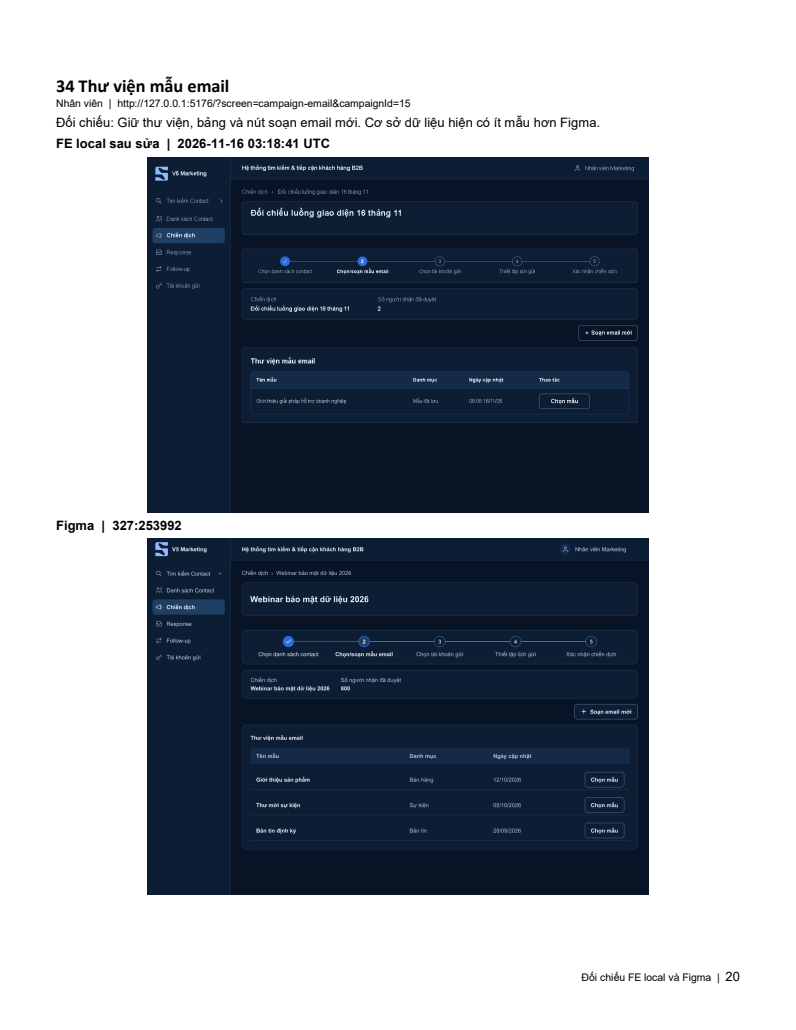 34 Thư viện mẫu email
Nhân viên | http://127.0.0.1:5176/?screen=campaign-email&campaignId=15
Đối chiếu: Giữ thư viện, bảng và nút soạn email mới. Cơ sở dữ liệu hiện có ít mẫu hơn Figma.
FE local sau sửa | 2026-11-16 03:18:41 UTC
V5 Marketing
Hệ thống tìm kiếm & tiếp cận khách hàng B2B
Nhân viên Marketing
Tìm kiếm Contact
Danh sách Contact
Chiến dịch
Response
Follow-up
Tài khoản gửi
Chiến dịch › Đối chiếu luồng giao diện 16 tháng 11
Đối chiếu luồng giao diện 16 tháng 11
✓ 2 3 4 5
Chọn danh sách contact Chọn/soạn mẫu email Chọn tài khoản gửi Thiết lập lịch gửi Xác nhận chiến dịch
Chiến dịch Số người nhận đã duyệt
Đối chiếu luồng giao diện 16 tháng 11 2
+ Soạn email mới
Thư viện mẫu email
Tên mẫu Danh mục Ngày cập nhật Thao tác
Giới thiệu giải pháp hỗ trợ doanh nghiệp Mẫu đã lưu Chọn mẫu
Figma | 327:253992
V5 Marketing
Hệ thống tìm kiếm & tiếp cận khách hàng B2B
Nhân viên Marketing
Tìm kiếm Contact
Danh sách Contact
Chiến dịch
Response
Follow-up
Tài khoản gửi
Chiến dịch › Webinar bảo mật dữ liệu 2026
Webinar bảo mật dữ liệu 2026
✓ 2 3 4 5
Chọn danh sách contact Chọn/soạn mẫu email Chọn tài khoản gửi Thiết lập lịch gửi Xác nhận chiến dịch
Chiến dịch Số người nhận đã duyệt
Webinar bảo mật dữ liệu 2026 800
+ Soạn email mới
Thư viện mẫu email
Tên mẫu Danh mục Ngày cập nhật
Giới thiệu sản phẩm Bán hàng 12/10/2026 Chọn mẫu
Thư mời sự kiện Sự kiện 05/10/2026 Chọn mẫu
Bản tin định kỳ Bản tin 28/09/2026 Chọn mẫu
Đối chiếu FE local và Figma | 20